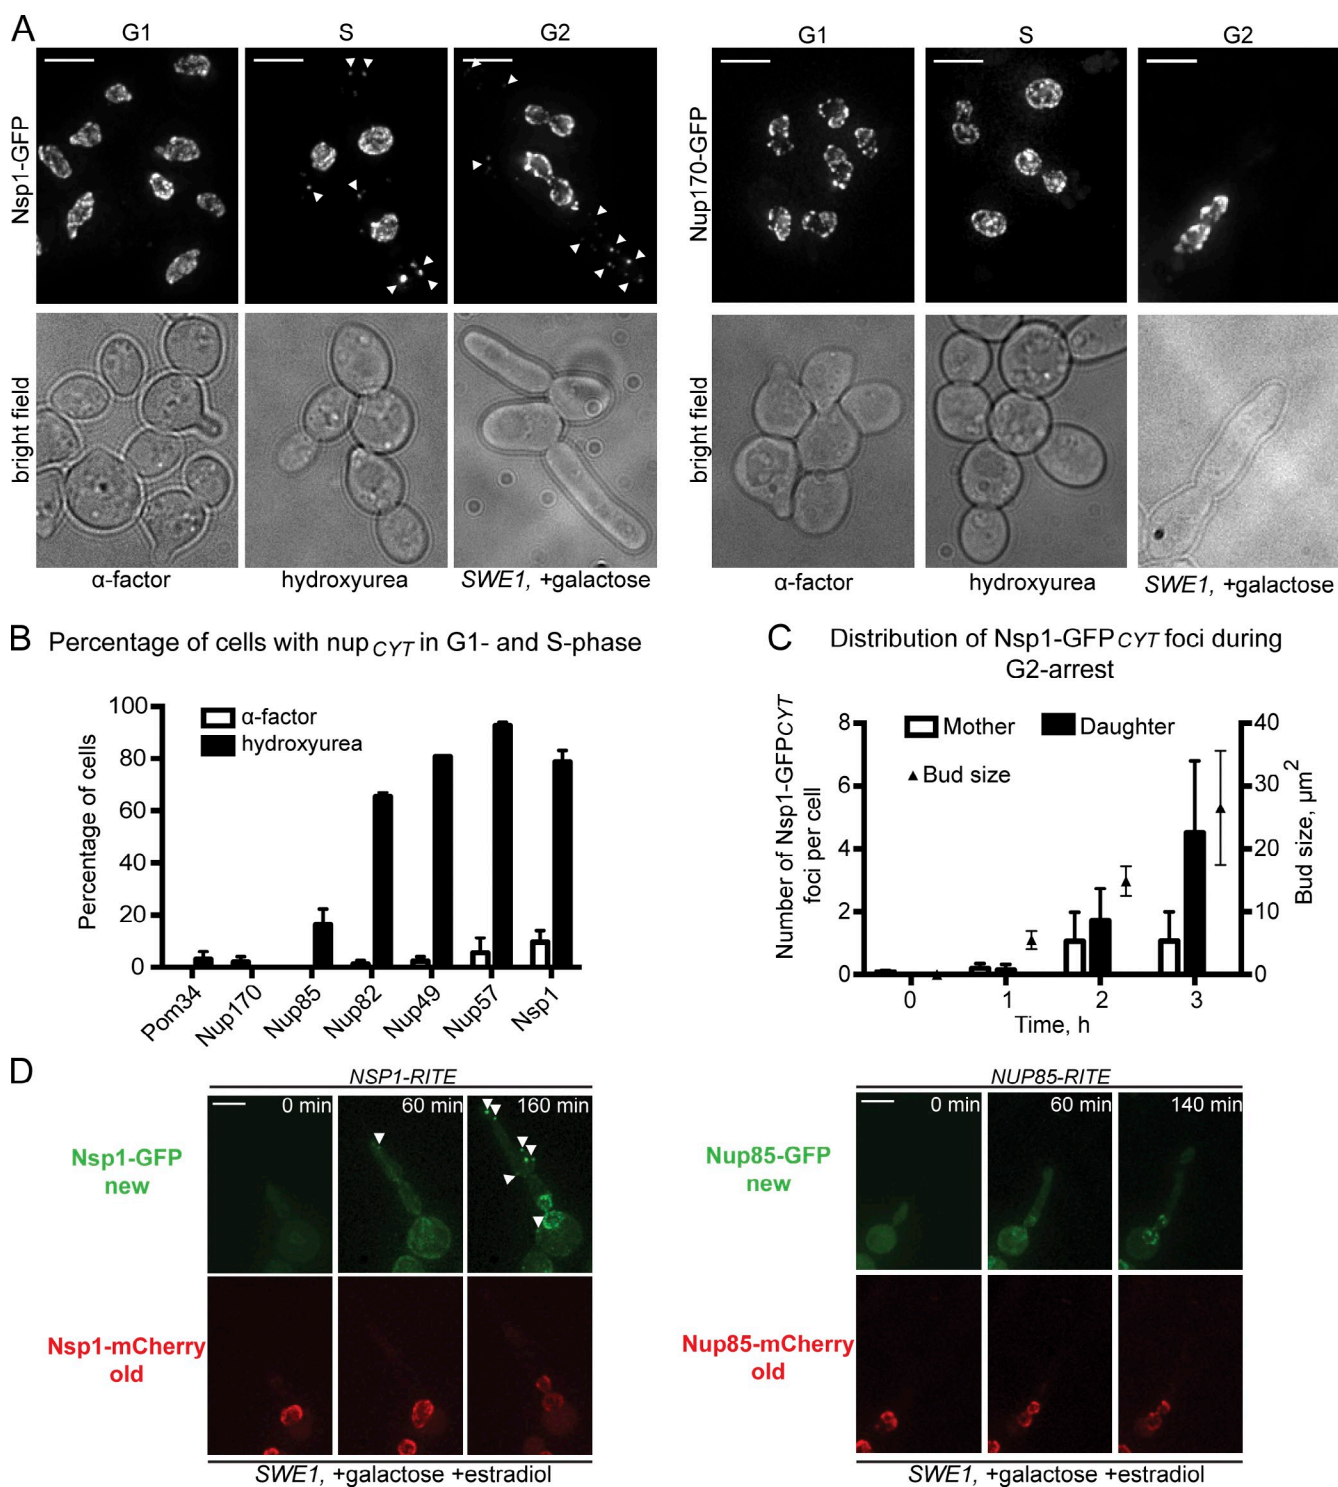 A
G1 S G2
G1 S G2
Nsp1-GFP
Nup170-GFP
bright field
bright field
α-factor hydroxyurea SWE1, +galactose
α-factor hydroxyurea SWE1, +galactose
B Percentage of cells with nupCYT in G1- and S-phase
Percentage of cells
100
80
60
40
20
0
α-factor
hydroxyurea
Pom34 Nup170 Nup85 Nup82 Nup49 Nup57 Nsp1
C Distribution of Nsp1-GFPCYT foci during
G2-arrest
Number of Nsp1-GFPCYT
foci per cell
8
6
4
2
0
Mother Daughter
Bud size
40
30
20
10
0
Bud size, µm2
0 1 2 3
Time, h
D
NSP1-RITE
0 min 60 min 160 min
Nsp1-GFP
new
Nsp1-mCherry
old
SWE1, +galactose +estradiol
NUP85-RITE
0 min 60 min 140 min
Nup85-GFP
new
Nup85-mCherry
old
SWE1, +galactose +estradiol